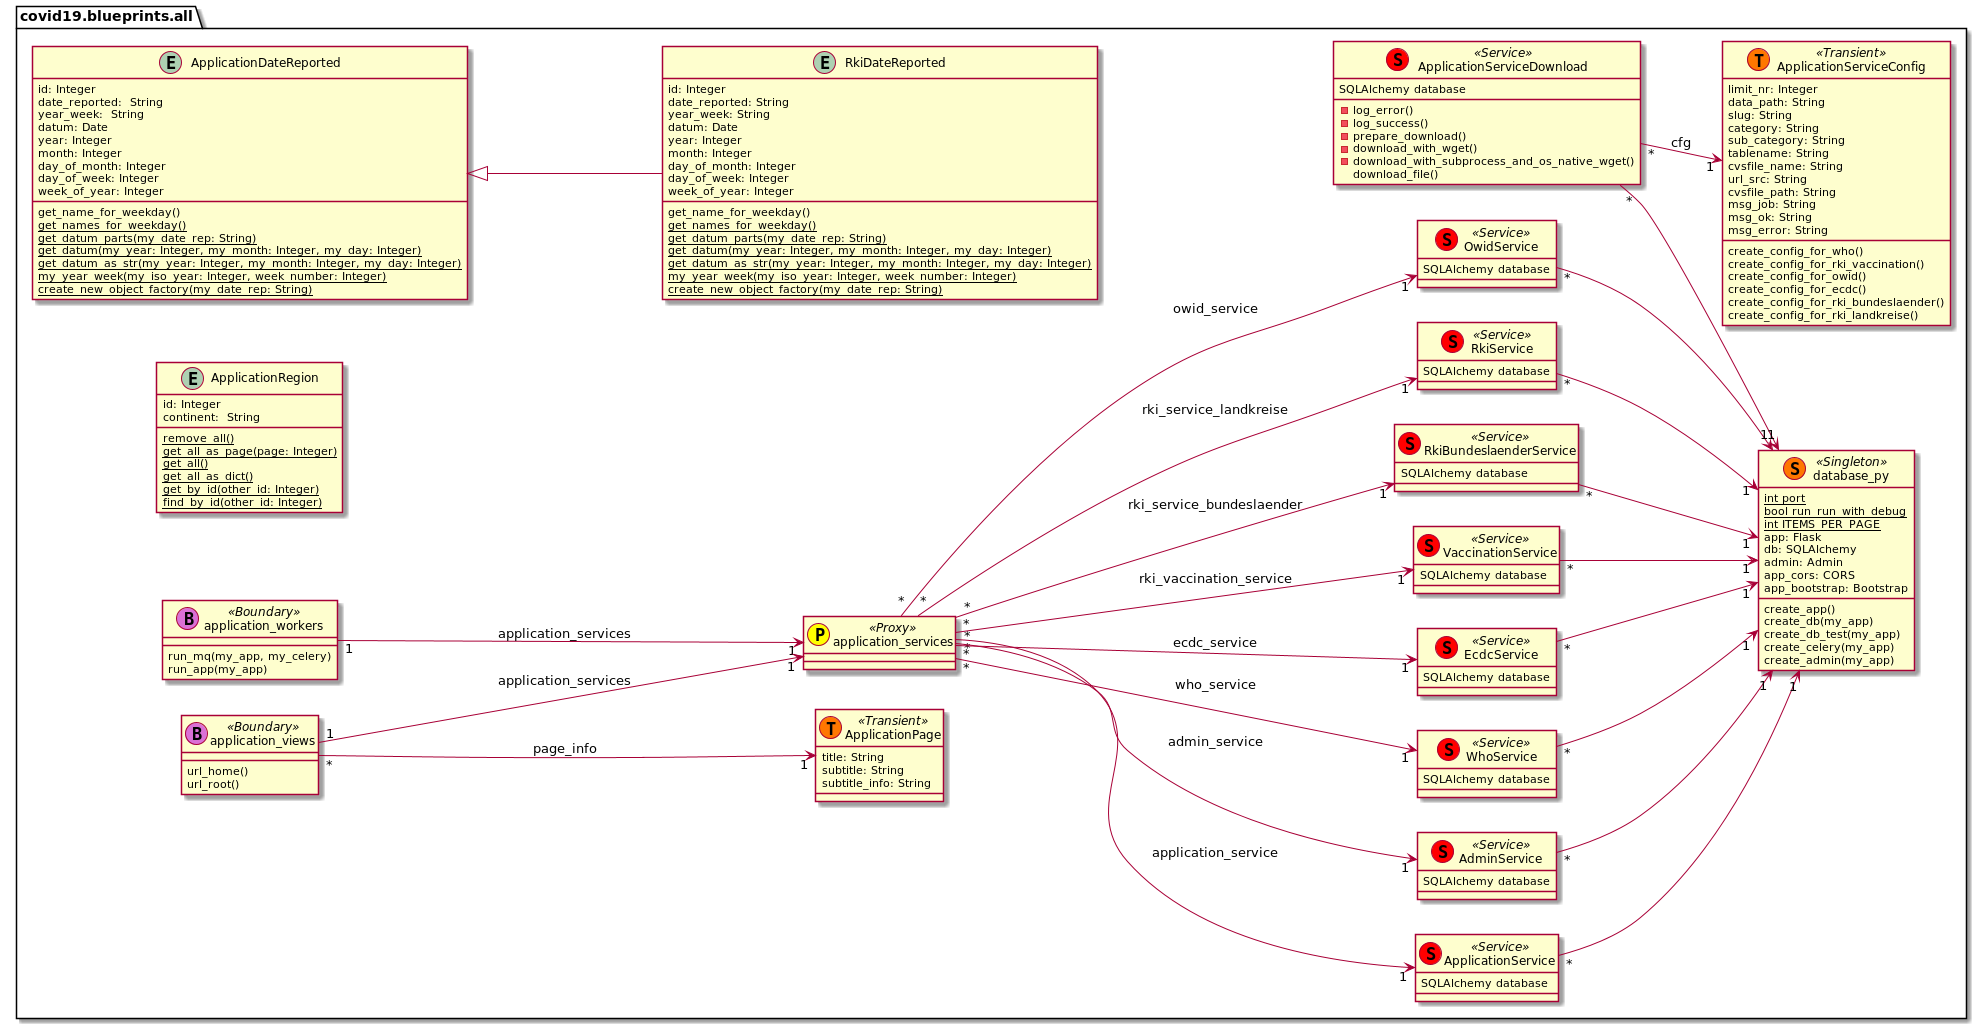 covid19.blueprints.all
ApplicationDateReported
id: Integer
date_reported:  String
year_week:  String
datum: Date
year: Integer
month: Integer
day_of_month: Integer
day_of_week: Integer
week_of_year: Integer
get_name_for_weekday()
get_names_for_weekday()
get_datum_parts(my_date_rep: String)
get_datum(my_year: Integer, my_month: Integer, my_day: Integer)
get_datum_as_str(my_year: Integer, my_month: Integer, my_day: Integer)
my_year_week(my_iso_year: Integer, week_number: Integer)
create_new_object_factory(my_date_rep: String)
E
RkiDateReported
id: Integer
date_reported: String
year_week: String
datum: Date
year: Integer
month: Integer
day_of_month: Integer
day_of_week: Integer
week_of_year: Integer
get_name_for_weekday()
get_names_for_weekday()
get_datum_parts(my_date_rep: String)
get_datum(my_year: Integer, my_month: Integer, my_day: Integer)
get_datum_as_str(my_year: Integer, my_month: Integer, my_day: Integer)
my_year_week(my_iso_year: Integer, week_number: Integer)
create_new_object_factory(my_date_rep: String)
E
«Service»
S
ApplicationServiceDownload
SQLAlchemy database
log_error()
log_success()
prepare_download()
download_with_wget()
download_with_subprocess_and_os_native_wget()
download_file()
*
cfg
1
*
«Transient»
T
ApplicationServiceConfig
limit_nr: Integer
data_path: String
slug: String
category: String
sub_category: String
tablename: String
cvsfile_name: String
url_src: String
cvsfile_path: String
msg_job: String
msg_ok: String
msg_error: String
create_config_for_who()
create_config_for_rki_vaccination()
create_config_for_owid()
create_config_for_ecdc()
create_config_for_rki_bundeslaender()
create_config_for_rki_landkreise()
E
ApplicationRegion
id: Integer
continent:  String
remove_all()
get_all_as_page(page: Integer)
get_all()
get_all_as_dict()
get_by_id(other_id: Integer)
find_by_id(other_id: Integer)
«Boundary»
B
application_workers
run_mq(my_app, my_celery)
run_app(my_app)
1
application_services
1
«Boundary»
B
application_views
url_home()
url_root()
1
application_services
1
*
page_info
1
«Proxy»
P
application_services
«Transient»
T
ApplicationPage
title: String
subtitle: String
subtitle_info: String
*
*
*
*
*
*
*
*
owid_service
1
rki_service_landkreise
1
rki_service_bundeslaender
1
rki_vaccination_service
1
ecdc_service
1
who_service
1
admin_service
1
application_service
1
«Service»
S
OwidService
SQLAlchemy database
*
«Service»
S
RkiService
SQLAlchemy database
*
«Service»
S
RkiBundeslaenderService
SQLAlchemy database
*
«Service»
S
VaccinationService
SQLAlchemy database
*
«Service»
S
EcdcService
SQLAlchemy database
*
«Service»
S
WhoService
SQLAlchemy database
*
«Service»
S
AdminService
SQLAlchemy database
*
«Service»
S
ApplicationService
SQLAlchemy database
*
1
1
1
1
1
1
1
1
1
«Singleton»
S
database_py
int port
bool run_run_with_debug
int ITEMS_PER_PAGE
app: Flask
db: SQLAlchemy
admin: Admin
app_cors: CORS
app_bootstrap: Bootstrap
create_app()
create_db(my_app)
create_db_test(my_app)
create_celery(my_app)
create_admin(my_app)